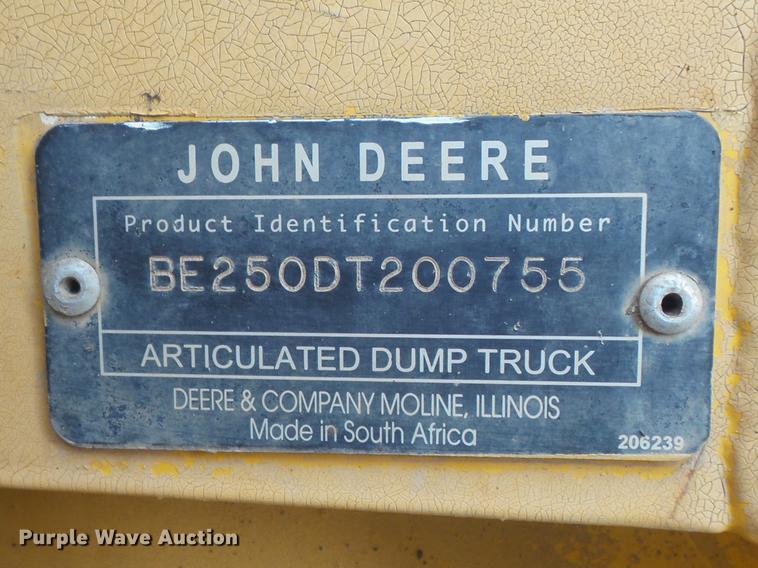 JOHN DEERE
Product Identification Number
BE250DT200755
ARTICULATED DUMP TRUCK
DEERE & COMPANY MOLINE, ILLINOIS
Made in South Africa
206239
Purple Wave Auction